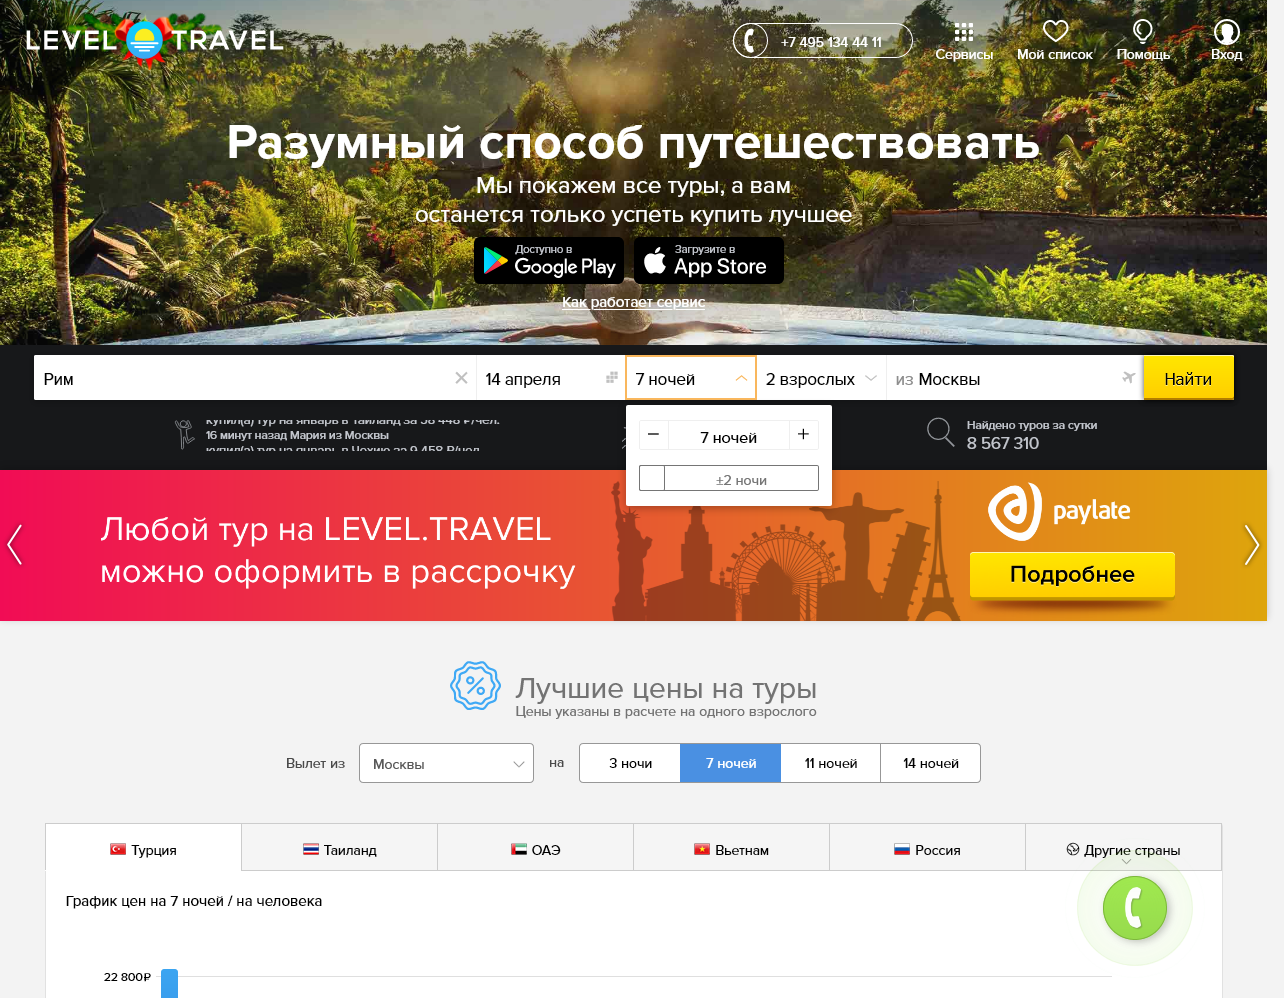 LEVEL TRAVEL
+7 495 134 44 11
Сервисы
Мой список
Помощь
Вход
Разумный способ путешествовать
Мы покажем все туры, а вам
останется только успеть купить лучшее
Доступно в
Google Play
Загрузите в
App Store
Как работает сервис
Рим
14 апреля
7 ночей
2 взрослых
из Москвы
Найти
купил(а) тур на январь в Таиланд за 38 448 ₽/чел.
16 минут назад Мария из Москвы
купил(а) тур на январь в Чехию за 9 458 ₽/чел.
Найдено туров за сутки
8 567 310
− 7 ночей +
±2 ночи
Любой тур на LEVEL.TRAVEL
можно оформить в рассрочку
paylate
Подробнее
Лучшие цены на туры
Цены указаны в расчете на одного взрослого
Вылет из
Москвы
на
3 ночи
7 ночей
11 ночей
14 ночей
Турция
Таиланд
ОАЭ
Вьетнам
Россия
Другие страны
График цен на 7 ночей / на человека
22 800₽